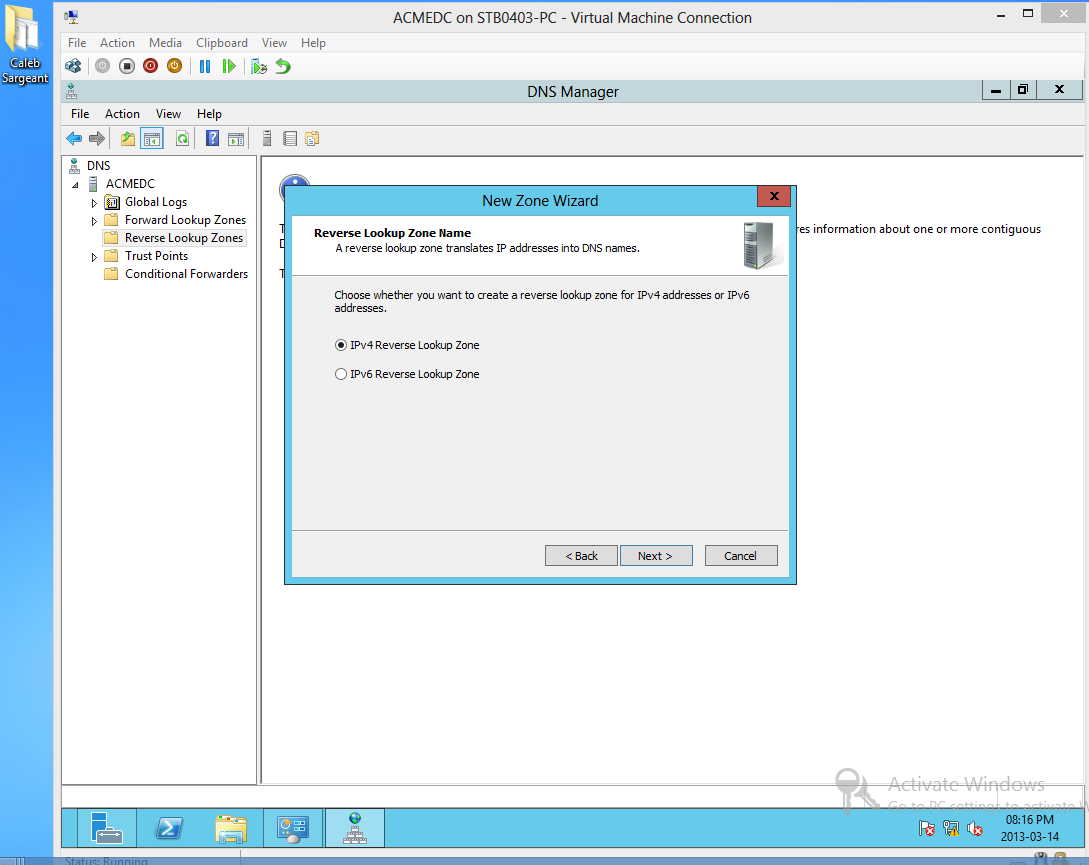 Caleb
Sargeant
ACMEDC on STB0403-PC - Virtual Machine Connection
File Action Media Clipboard View Help
DNS Manager
File Action View Help
DNS
ACMEDC
Global Logs
Forward Lookup Zones
Reverse Lookup Zones
Trust Points
Conditional Forwarders
res information about one or more contiguous
New Zone Wizard
Reverse Lookup Zone Name
A reverse lookup zone translates IP addresses into DNS names.
Choose whether you want to create a reverse lookup zone for IPv4 addresses or IPv6
addresses.
IPv4 Reverse Lookup Zone
IPv6 Reverse Lookup Zone
< Back Next > Cancel
Activate Windows
Go to PC settings to activate W
08:16 PM
2013-03-14
Status: Running